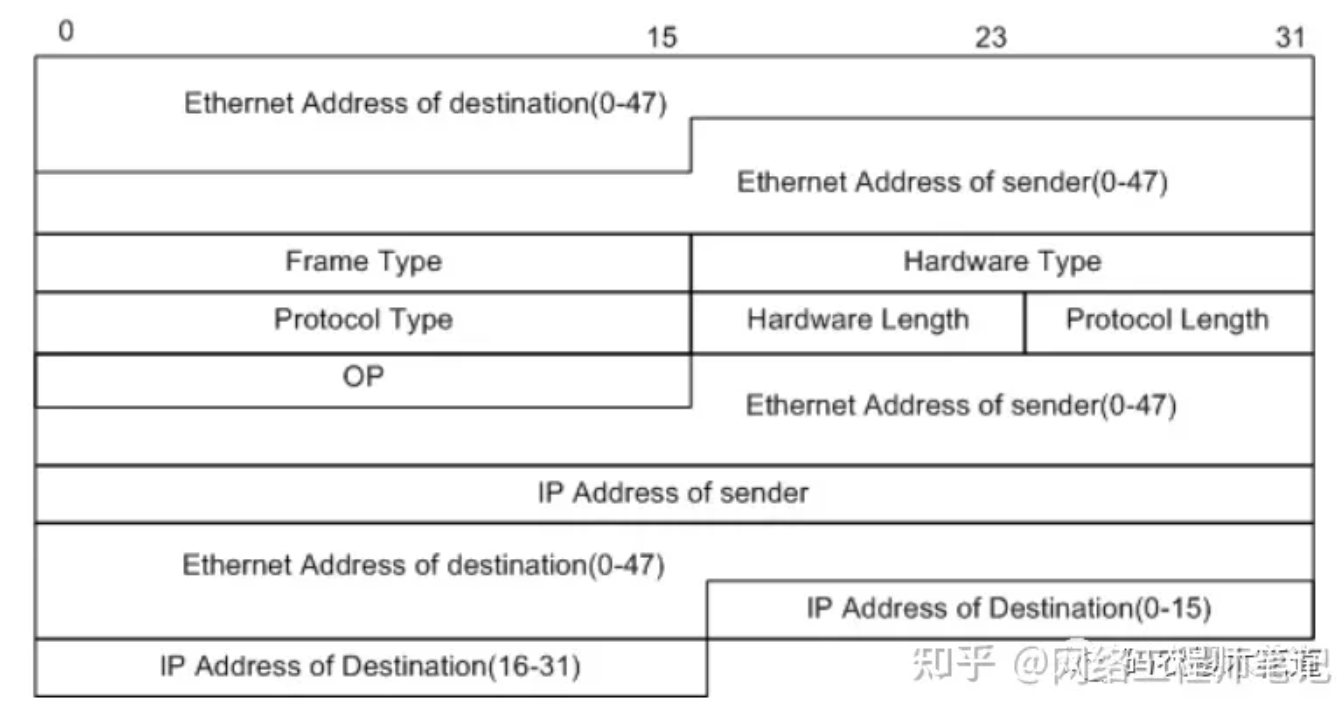 0 15 23 31
Ethernet Address of destination(0-47)
Ethernet Address of sender(0-47)
Frame Type Hardware Type
Protocol Type Hardware Length Protocol Length
OP
Ethernet Address of sender(0-47)
IP Address of sender
Ethernet Address of destination(0-47)
IP Address of Destination(0-15)
IP Address of Destination(16-31)
知乎 @网络工程师笔记